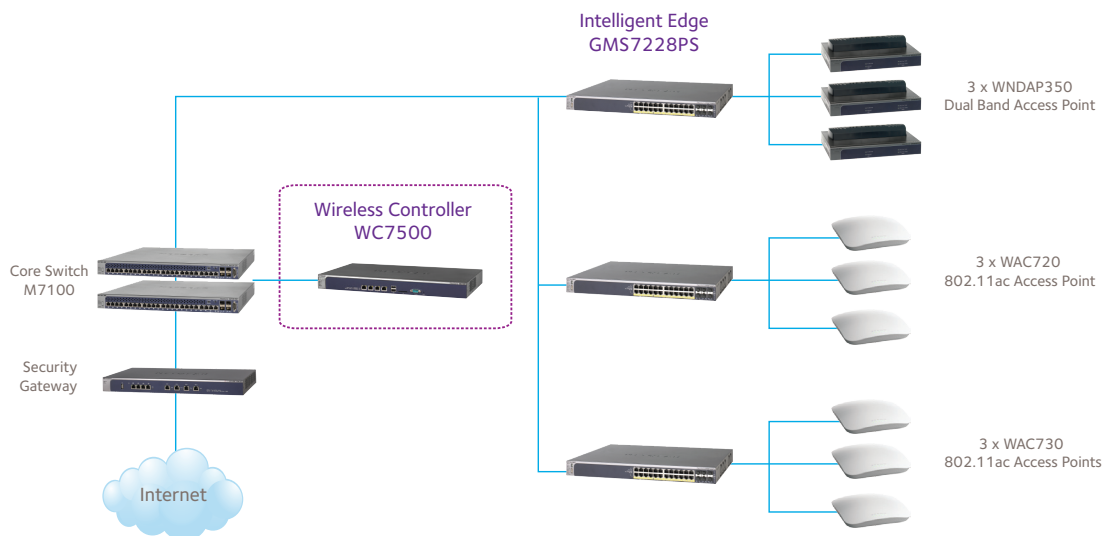 Intelligent Edge
GMS7228PS
3 x WNDAP350
Dual Band Access Point
Wireless Controller
WC7500
Core Switch
M7100
3 x WAC720
802.11ac Access Point
Security
Gateway
3 x WAC730
802.11ac Access Points
Internet